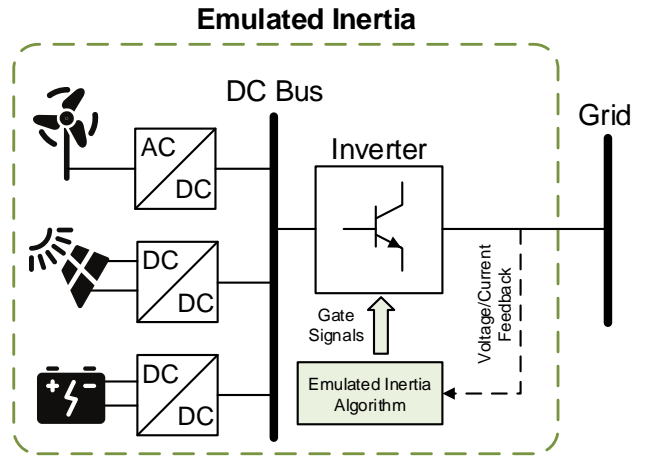 Emulated Inertia
DC Bus
Grid
AC
DC
Inverter
DC
DC
Gate
Signals
Voltage/Current
Feedback
DC
DC
Emulated Inertia
Algorithm